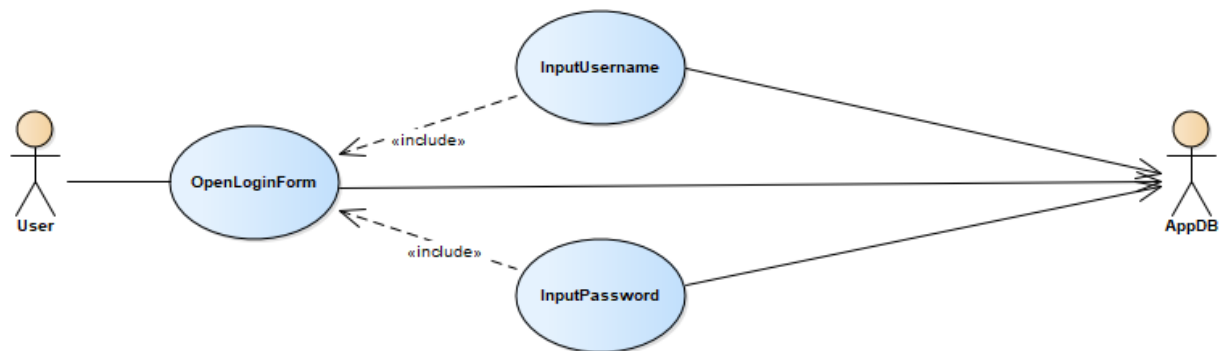 InputUsername
«include»
OpenLoginForm
User
AppDB
«include»
InputPassword